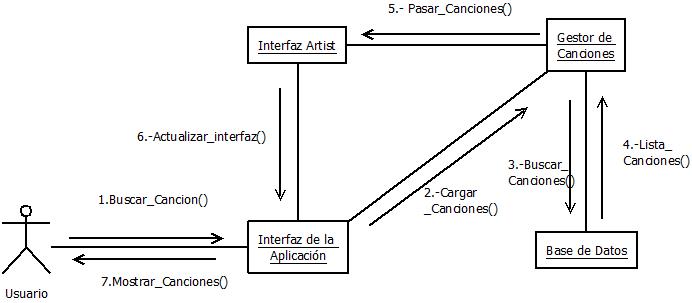 5.- Pasar_Canciones()
Interfaz Artist
Gestor de
Canciones
6.-Actualizar_interfaz()
4.-Lista_
Canciones()
3.-Buscar_
Canciones()
2.-Cargar
_Canciones()
1.Buscar_Cancion()
Interfaz de la
Aplicación
Base de Datos
7.Mostrar_Canciones()
Usuario